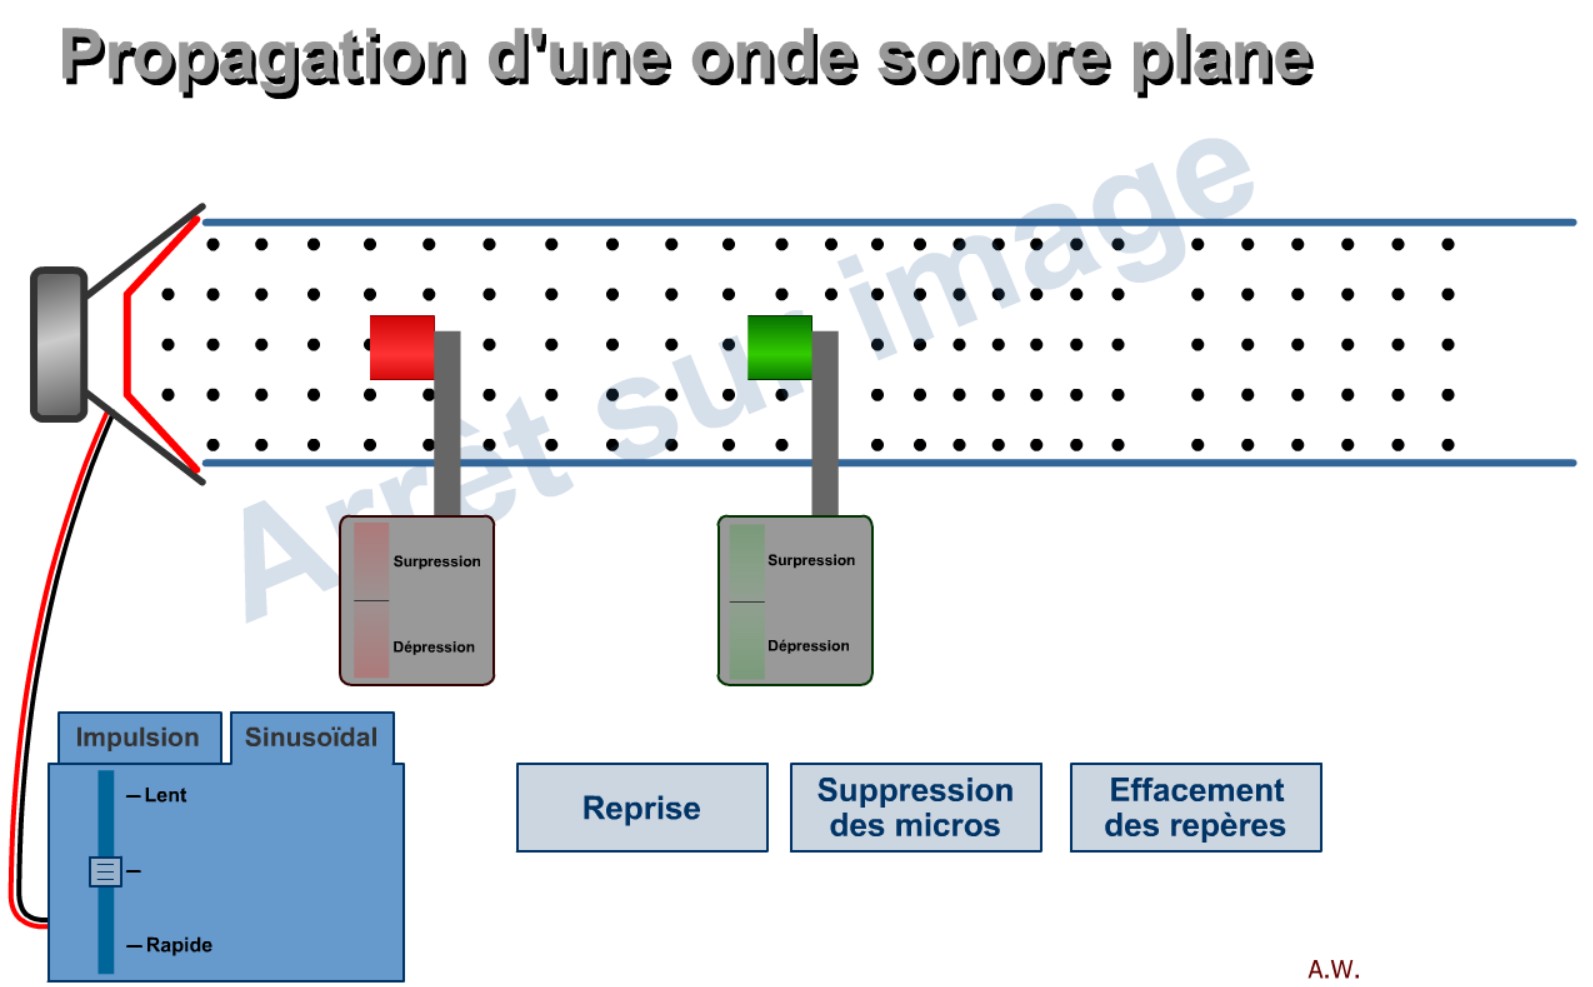 Propagation d'une onde sonore plane
Arrêt sur image
Surpression
Dépression
Surpression
Dépression
Impulsion
Sinusoïdal
Lent
Rapide
Reprise
Suppression
des micros
Effacement
des repères
A.W.